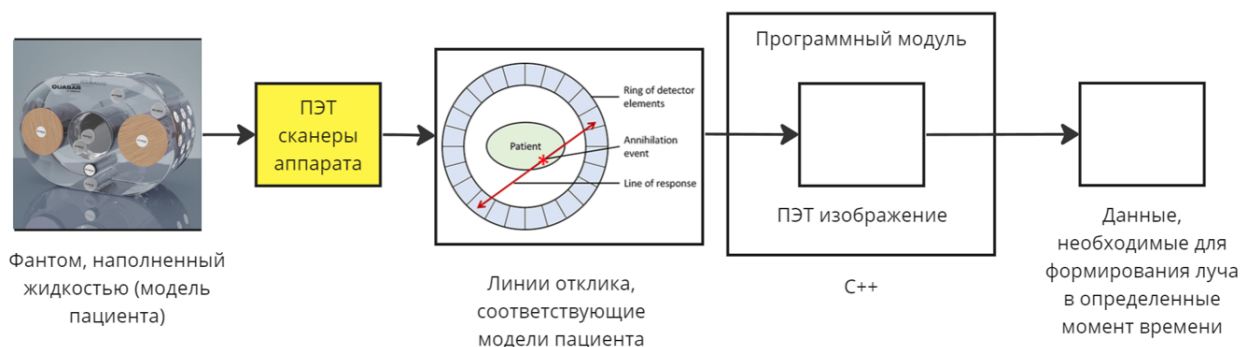 QUASAR
ПЭТ
сканеры
аппарата
Ring of detector
elements
Patient
Annihilation
event
Line of response
Программный модуль
ПЭТ изображение
Фантом, наполненный
жидкостью (модель
пациента)
Линии отклика,
соответствующие
модели пациента
C++
Данные,
необходимые для
формирования луча
в определенные
момент времени